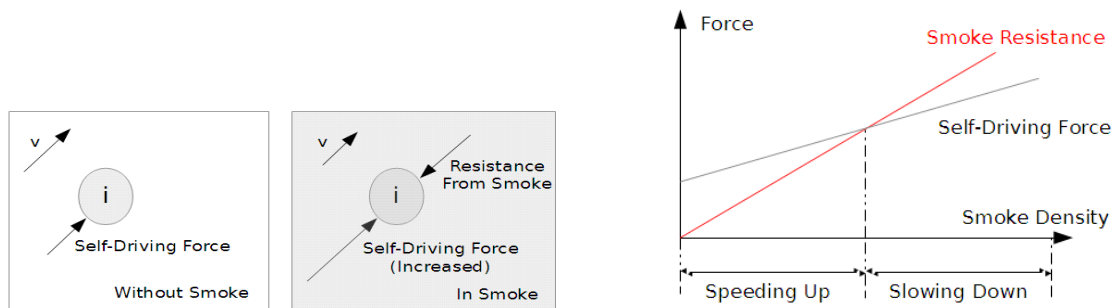 v
i
Self-Driving Force
Without Smoke
v
Resistance
From Smoke
i
Self-Driving Force
(Increased)
In Smoke
Force
Smoke Resistance
Self-Driving Force
Smoke Density
Speeding Up
Slowing Down